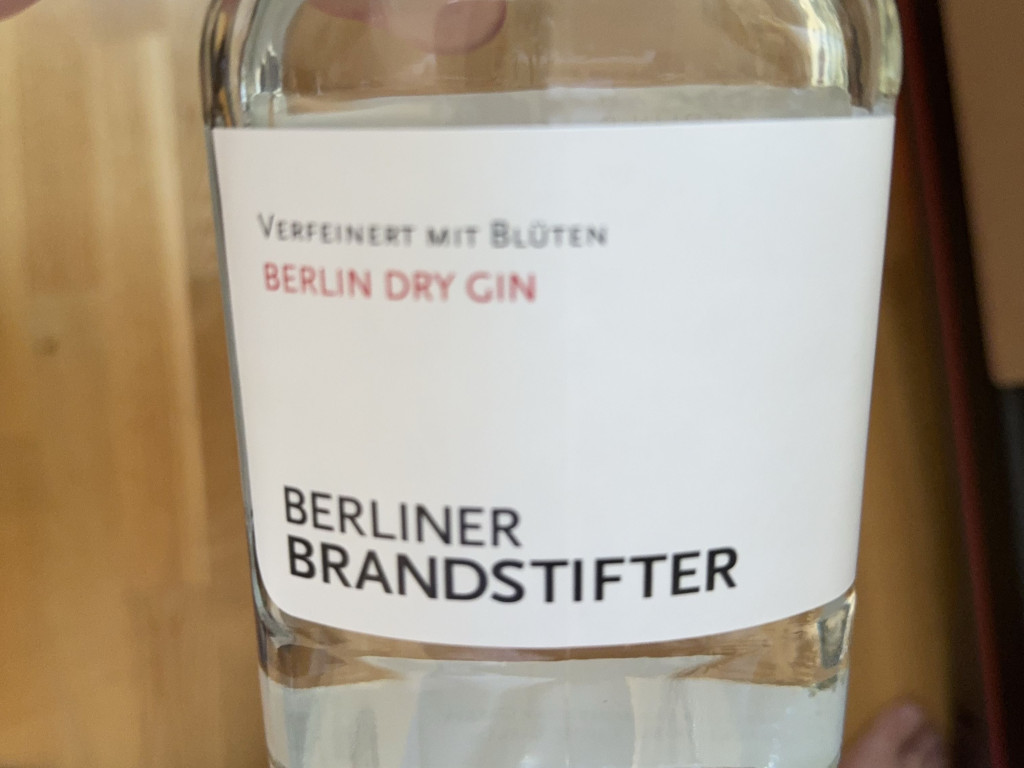 VERFEINERT MIT BLÜTEN
BERLIN DRY GIN
BERLINER
BRANDSTIFTER